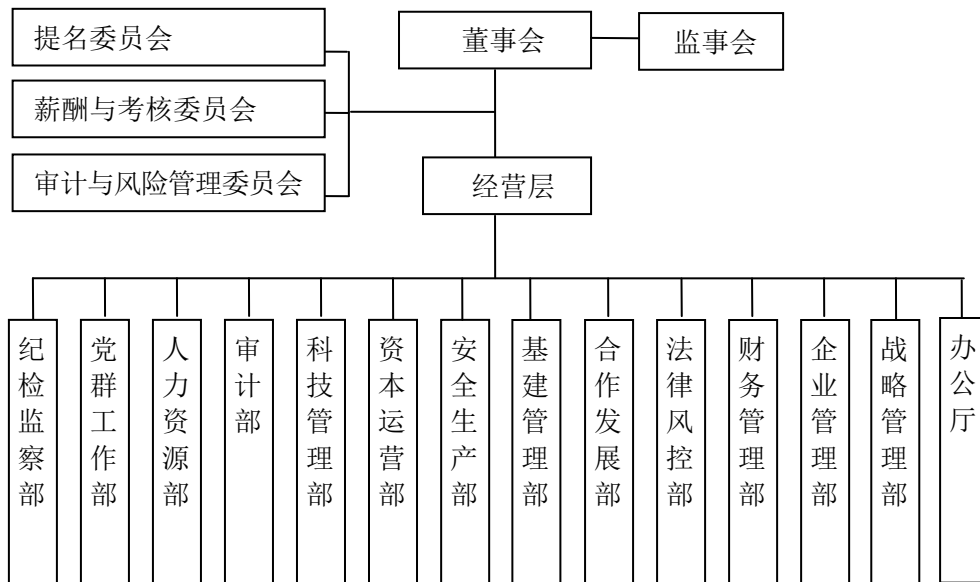 提名委员会
董事会
监事会
薪酬与考核委员会
审计与风险管理委员会
经营层
纪检监察部
党群工作部
人力资源部
审计部
科技管理部
资本运营部
安全生产部
基建管理部
合作发展部
法律风控部
财务管理部
企业管理部
战略管理部
办公厅